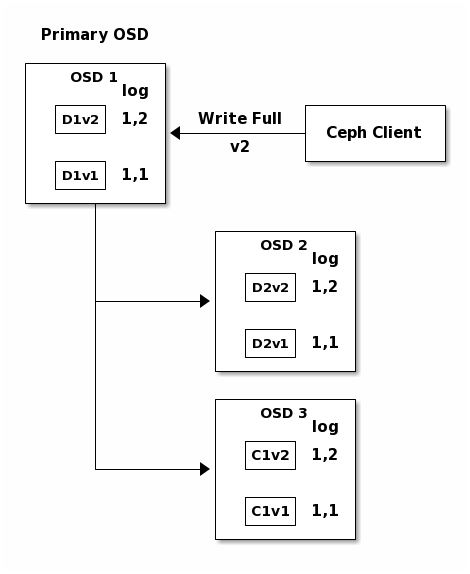 Primary OSD
OSD 1
log
D1v2 1,2
D1v1 1,1
Write Full
v2
Ceph Client
OSD 2
log
D2v2 1,2
D2v1 1,1
OSD 3
log
C1v2 1,2
C1v1 1,1